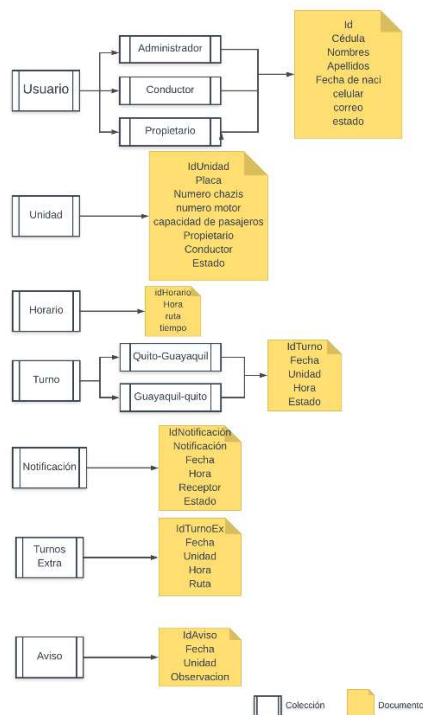 Usuario
Administrador
Conductor
Propietario
Id
Cédula
Nombres
Apellidos
Fecha de naci
celular
correo
estado
Unidad
IdUnidad
Placa
Numero chazis
numero motor
capacidad de pasajeros
Propietario
Conductor
Estado
Horario
idHorario
Hora
ruta
tiempo
Turno
Quito-Guayaquil
Guayaquil-quito
IdTurno
Fecha
Unidad
Hora
Estado
Notificación
IdNotificación
Notificación
Fecha
Hora
Receptor
Estado
Turnos
Extra
IdTurnoEx
Fecha
Unidad
Hora
Ruta
Aviso
IdAviso
Fecha
Unidad
Observacion
Colección
Documento